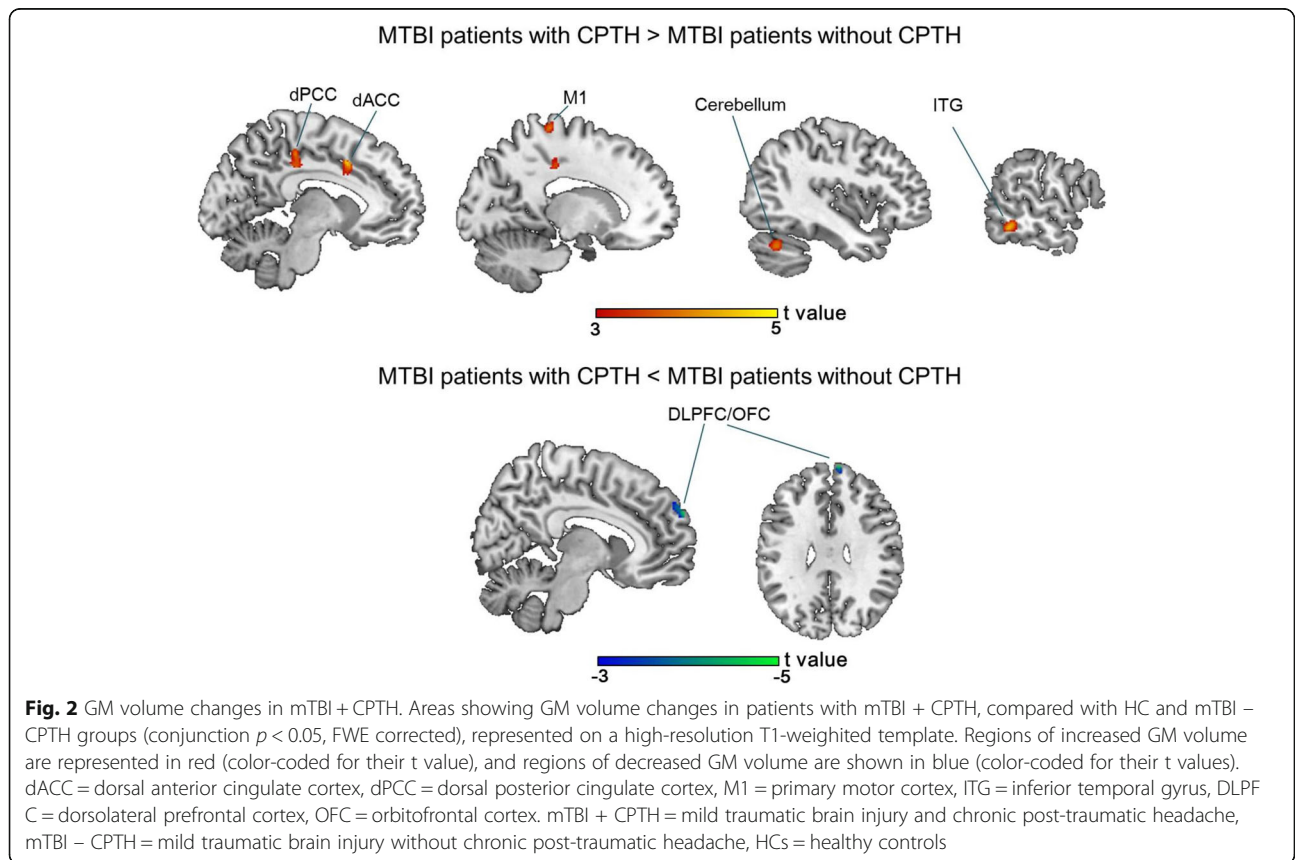 MTBI patients with CPTH > MTBI patients without CPTH
dPCC
dACC
M1
Cerebellum
ITG
3
5
t value
MTBI patients with CPTH < MTBI patients without CPTH
DLPFC/OFC
-3
-5
t value
Fig. 2 GM volume changes in mTBI + CPTH. Areas showing GM volume changes in patients with mTBI + CPTH, compared with HC and mTBI –
CPTH groups (conjunction p < 0.05, FWE corrected), represented on a high-resolution T1-weighited template. Regions of increased GM volume
are represented in red (color-coded for their t value), and regions of decreased GM volume are shown in blue (color-coded for their t values).
dACC = dorsal anterior cingulate cortex, dPCC = dorsal posterior cingulate cortex, M1 = primary motor cortex, ITG = inferior temporal gyrus, DLPF
C = dorsolateral prefrontal cortex, OFC = orbitofrontal cortex. mTBI + CPTH = mild traumatic brain injury and chronic post-traumatic headache,
mTBI – CPTH = mild traumatic brain injury without chronic post-traumatic headache, HCs = healthy controls